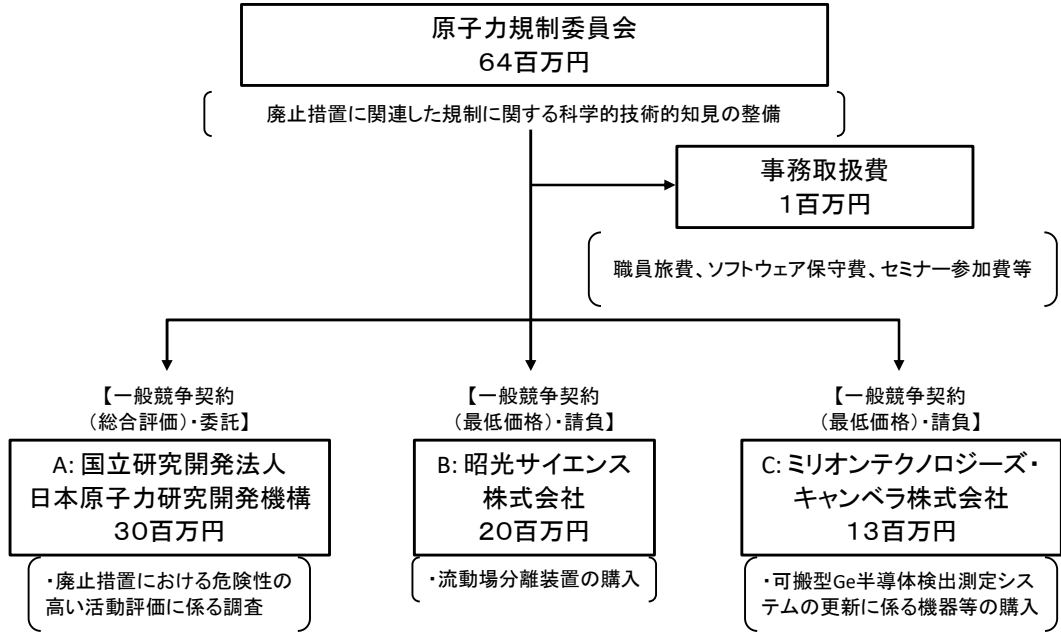 原子力規制委員会
64百万円
廃止措置に関連した規制に関する科学的技術的知見の整備
事務取扱費
1百万円
職員旅費、ソフトウェア保守費、セミナー参加費等
【一般競争契約
（総合評価）・委託】
A: 国立研究開発法人
日本原子力研究開発機構
30百万円
・廃止措置における危険性の
高い活動評価に係る調査
【一般競争契約
（最低価格）・請負】
B: 昭光サイエンス
株式会社
20百万円
・流動場分離装置の購入
【一般競争契約
（最低価格）・請負】
C: ミリオンテクノロジーズ・
キャンベラ株式会社
13百万円
・可搬型Ge半導体検出測定シス
テムの更新に係る機器等の購入